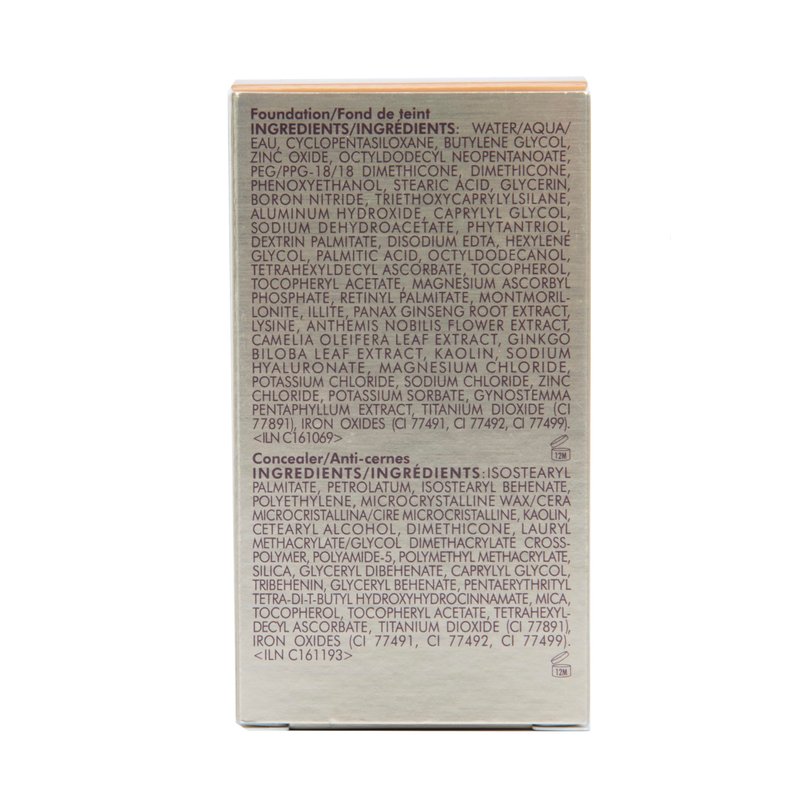 Foundation/Fond de teint
INGREDIENTS/INGRÉDIENTS: WATER/AQUA/
EAU, CYCLOPENTASILOXANE, BUTYLENE GLYCOL,
ZINC OXIDE, OCTYLDODECYL NEOPENTANOATE,
PEG/PPG-18/18 DIMETHICONE, DIMETHICONE,
PHENOXYETHANOL, STEARIC ACID, GLYCERIN,
BORON NITRIDE, TRIETHOXYCAPRYLYLSILANE,
ALUMINUM HYDROXIDE, CAPRYLYL GLYCOL,
SODIUM DEHYDROACETATE, PHYTANTRIOL,
DEXTRIN PALMITATE, DISODIUM EDTA, HEXYLENE
GLYCOL, PALMITIC ACID, OCTYLDODECANOL,
TETRAHEXYLDECYL ASCORBATE, TOCOPHEROL,
TOCOPHERYL ACETATE, MAGNESIUM ASCORBYL
PHOSPHATE, RETINYL PALMITATE, MONTMORIL-
LONITE, ILLITE, PANAX GINSENG ROOT EXTRACT,
LYSINE, ANTHEMIS NOBILIS FLOWER EXTRACT,
CAMELIA OLEIFERA LEAF EXTRACT, GINKGO
BILOBA LEAF EXTRACT, KAOLIN, SODIUM
HYALURONATE, MAGNESIUM CHLORIDE,
POTASSIUM CHLORIDE, SODIUM CHLORIDE, ZINC
CHLORIDE, POTASSIUM SORBATE, GYNOSTEMMA
PENTAPHYLLUM EXTRACT, TITANIUM DIOXIDE (CI
77891), IRON OXIDES (CI 77491, CI 77492, CI 77499).
<ILN C161069>
12M
Concealer/Anti-cernes
INGREDIENTS/INGRÉDIENTS: ISOSTEARYL
PALMITATE, PETROLATUM, ISOSTEARYL BEHENATE,
POLYETHYLENE, MICROCRYSTALLINE WAX/CERA
MICROCRISTALLINA/CIRE MICROCRISTALLINE, KAOLIN,
CETEARYL ALCOHOL, DIMETHICONE, LAURYL
METHACRYLATE/GLYCOL DIMETHACRYLATE CROSS-
POLYMER, POLYAMIDE-5, POLYMETHYL METHACRYLATE,
SILICA, GLYCERYL DIBEHENATE, CAPRYLYL GLYCOL,
TRIBEHENIN, GLYCERYL BEHENATE, PENTAERYTHRITYL
TETRA-DI-T-BUTYL HYDROXYHYDROCINNAMATE, MICA,
TOCOPHEROL, TOCOPHERYL ACETATE, TETRAHEXYL-
DECYL ASCORBATE, TITANIUM DIOXIDE (CI 77891),
IRON OXIDES (CI 77491, CI 77492, CI 77499).
<ILN C161193>
12M